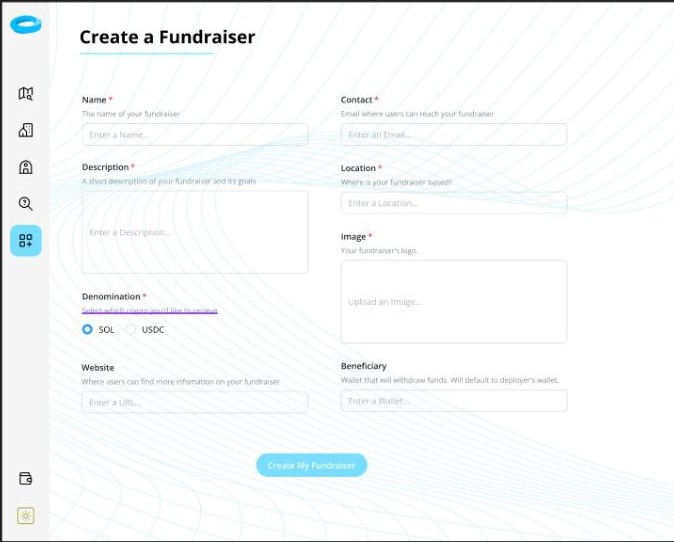 Create a Fundraiser
Name *
The name of your fundraiser
Enter a Name...
Description *
A short description of your fundraiser and its goals
Enter a Description...
Denomination *
Select which crypto you'd like to recieve
SOL
USDC
Website
Where users can find more infomation on your fundraiser
Enter a URL...
Contact *
Email where users can reach your fundraiser
Enter an Email...
Location *
Where is your fundraiser based?
Enter a Location...
Image *
Your fundraiser's logo.
Upload an Image...
Beneficiary
Wallet that will withdraw funds. Will default to deployer's wallet.
Enter a Wallet...
Create My Fundraiser